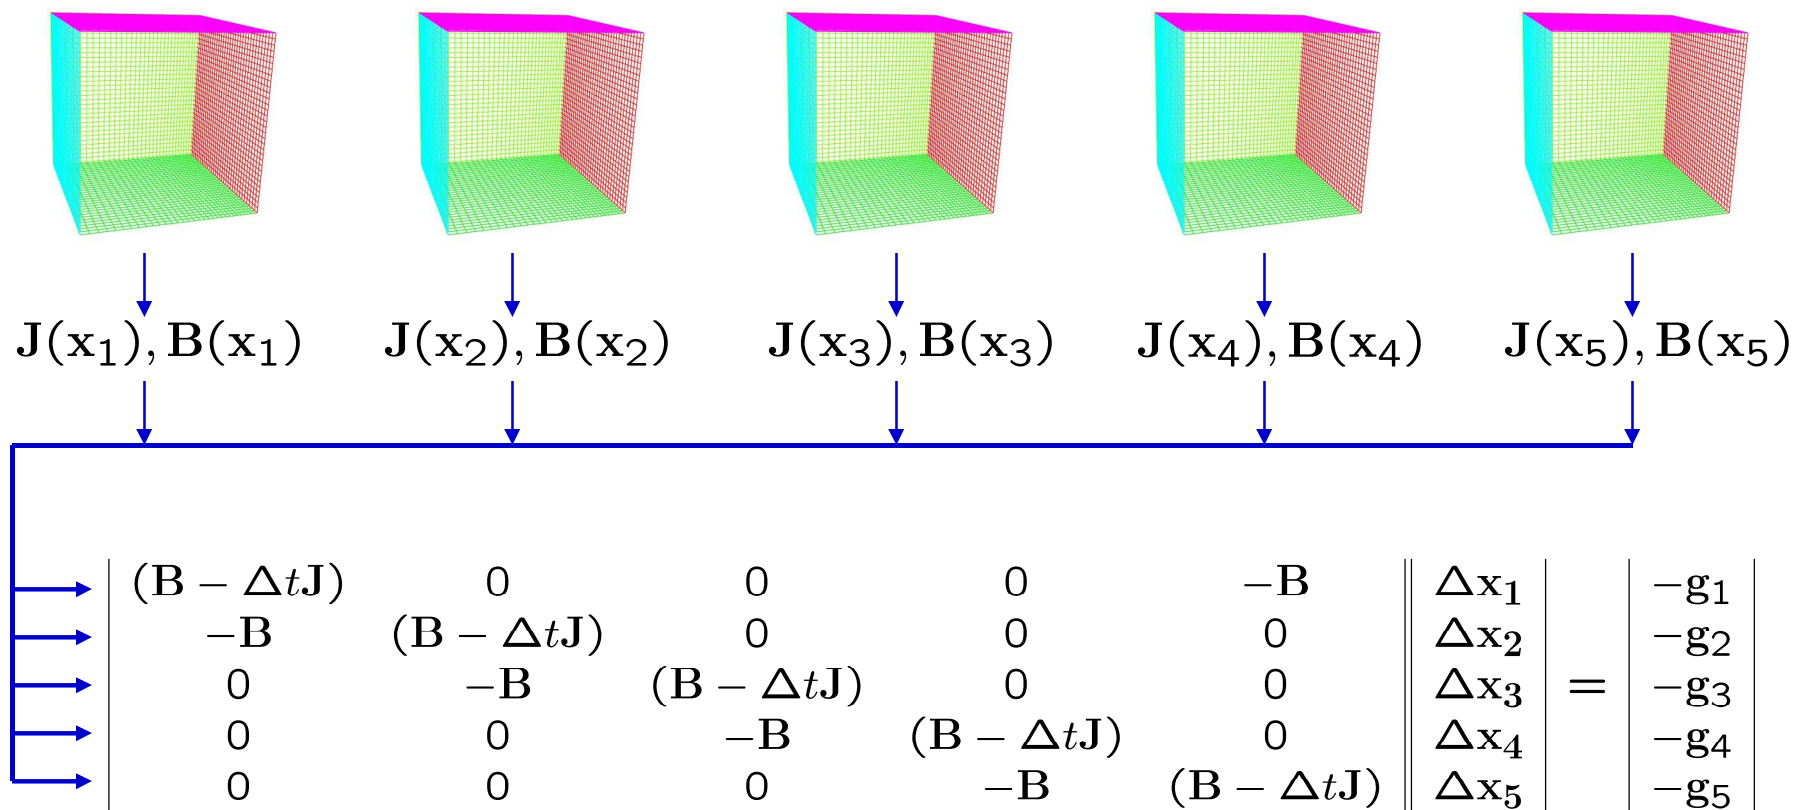 J(x₁), B(x₁) J(x₂), B(x₂) J(x₃), B(x₃) J(x₄), B(x₄) J(x₅), B(x₅)
(B − ΔtJ) 0 0 0 −B Δx₁ −g₁
−B (B − ΔtJ) 0 0 0 Δx₂ −g₂
0 −B (B − ΔtJ) 0 0 Δx₃ = −g₃
0 0 −B (B − ΔtJ) 0 Δx₄ −g₄
0 0 0 −B (B − ΔtJ) Δx₅ −g₅